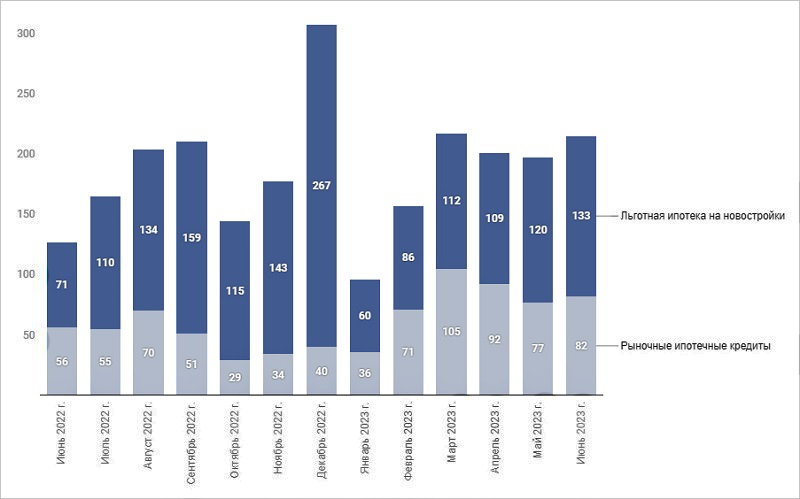 300
250
200
150
100
50
71
110
134
159
115
143
267
60
86
112
109
120
133
56
55
70
51
29
34
40
36
71
105
92
77
82
Льготная ипотека на новостройки
Рыночные ипотечные кредиты
Июнь 2022 г.
Июль 2022 г.
Август 2022 г.
Сентябрь 2022 г.
Октябрь 2022 г.
Ноябрь 2022 г.
Декабрь 2022 г.
Январь 2023 г.
Февраль 2023 г.
Март 2023 г.
Апрель 2023 г.
Май 2023 г.
Июнь 2023 г.